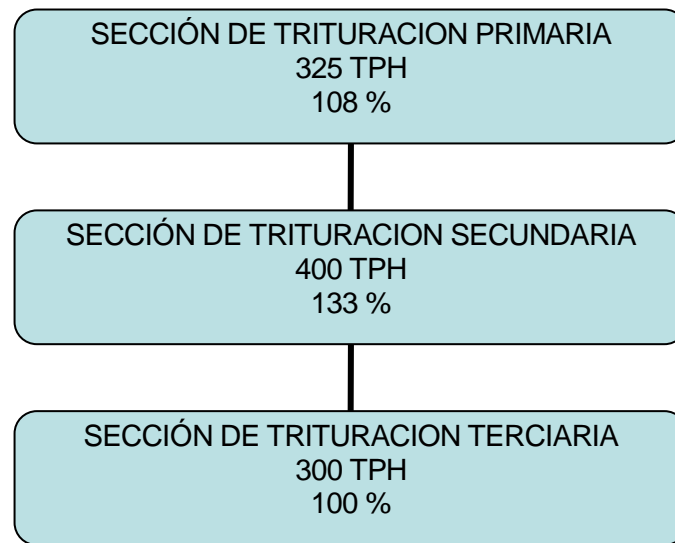 SECCIÓN DE TRITURACION PRIMARIA
325 TPH
108 %
SECCIÓN DE TRITURACION SECUNDARIA
400 TPH
133 %
SECCIÓN DE TRITURACION TERCIARIA
300 TPH
100 %